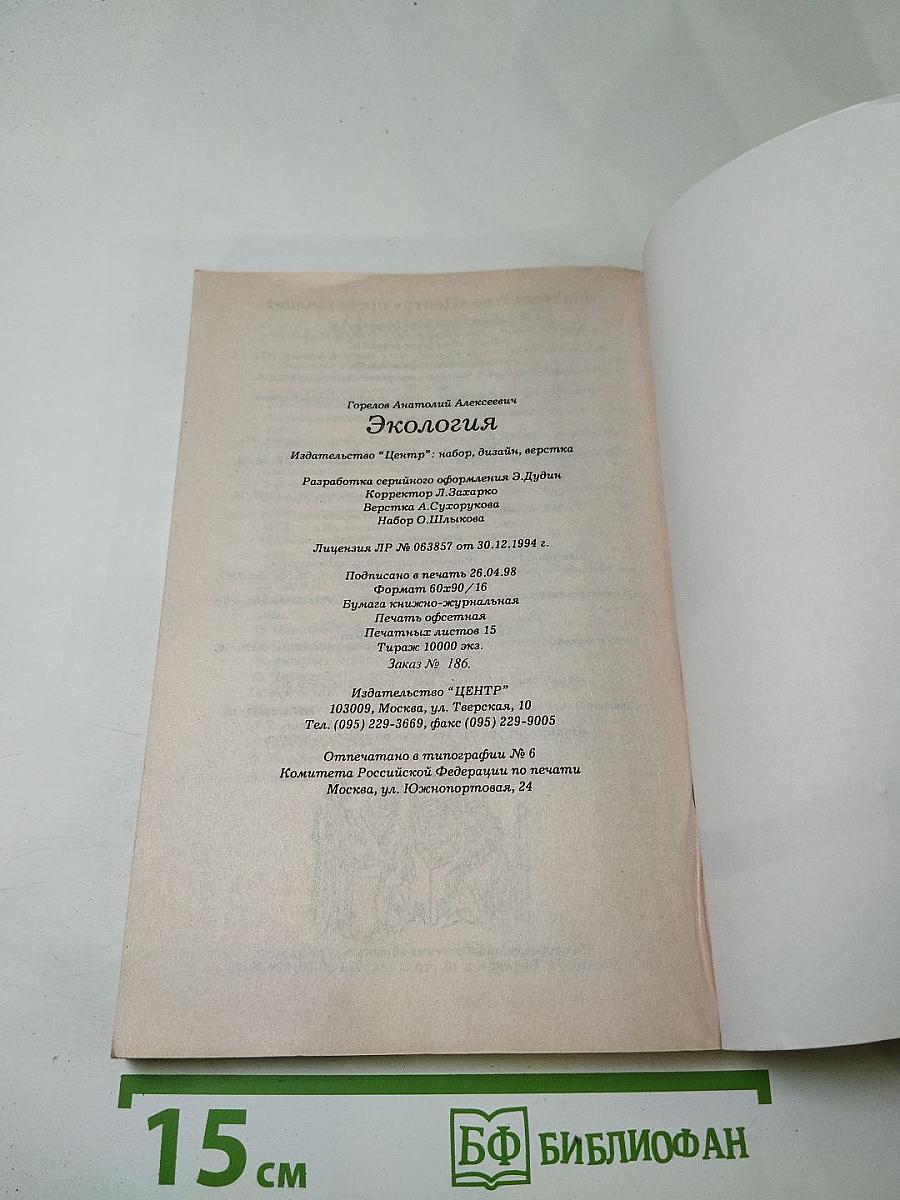 Горелов Анатолий Алексеевич
Экология
Издательство "Центр": набор, дизайн, верстка
Разработка серийного оформления Э.Дудин
Корректор Л.Захарко
Верстка А.Сухорукова
Набор О.Шлыкова
Лицензия ЛР № 063857 от 30.12.1994 г.
Подписано в печать 26.04.98
Формат 60х90/16
Бумага книжно-журнальная
Печать офсетная
Печатных листов 15
Тираж 10000 экз.
Заказ № 186.
Издательство "ЦЕНТР"
103009, Москва, ул. Тверская, 10
Тел. (095) 229-3669, факс (095) 229-9005
Отпечатано в типографии № 6
Комитета Российской Федерации по печати
Москва, ул. Южнопортовая, 24
15 см
БФ БИБЛИОФАН